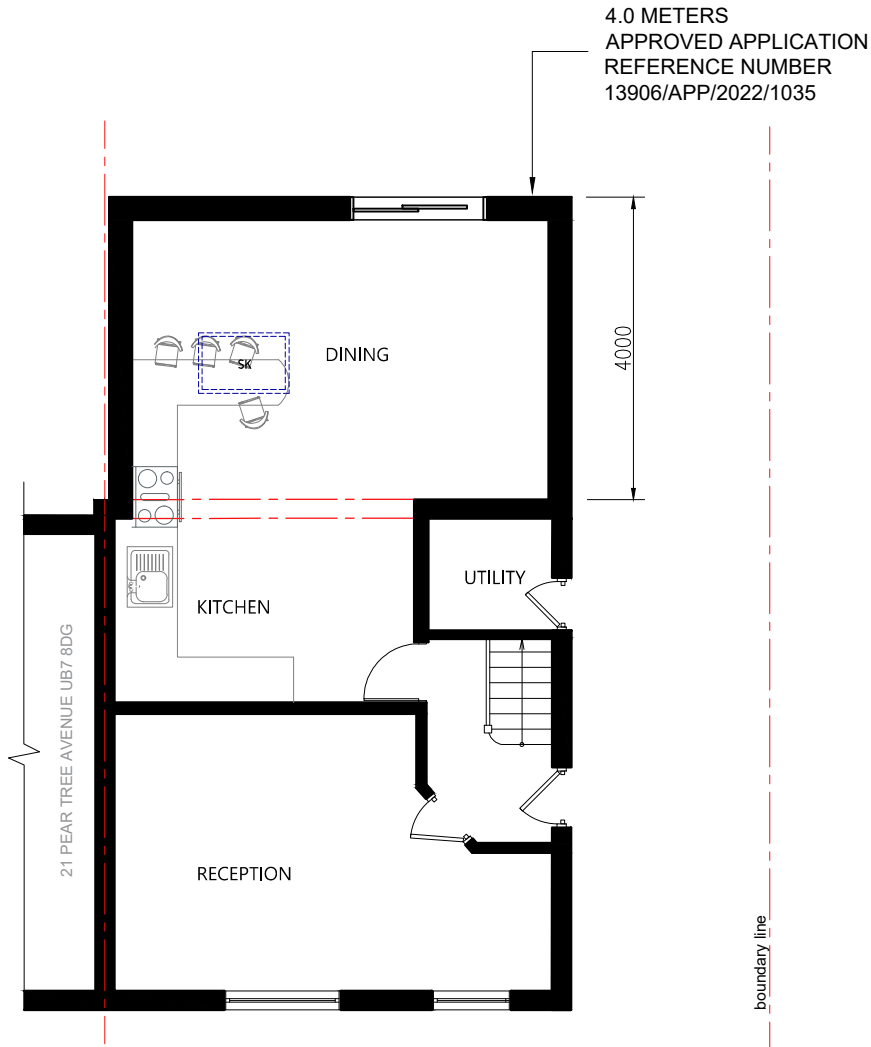 4.0 METERS
APPROVED APPLICATION
REFERENCE NUMBER
13906/APP/2022/1035
4000
DINING
SK
UTILITY
KITCHEN
21 PEAR TREE AVENUE UB7 8DG
RECEPTION
boundary line